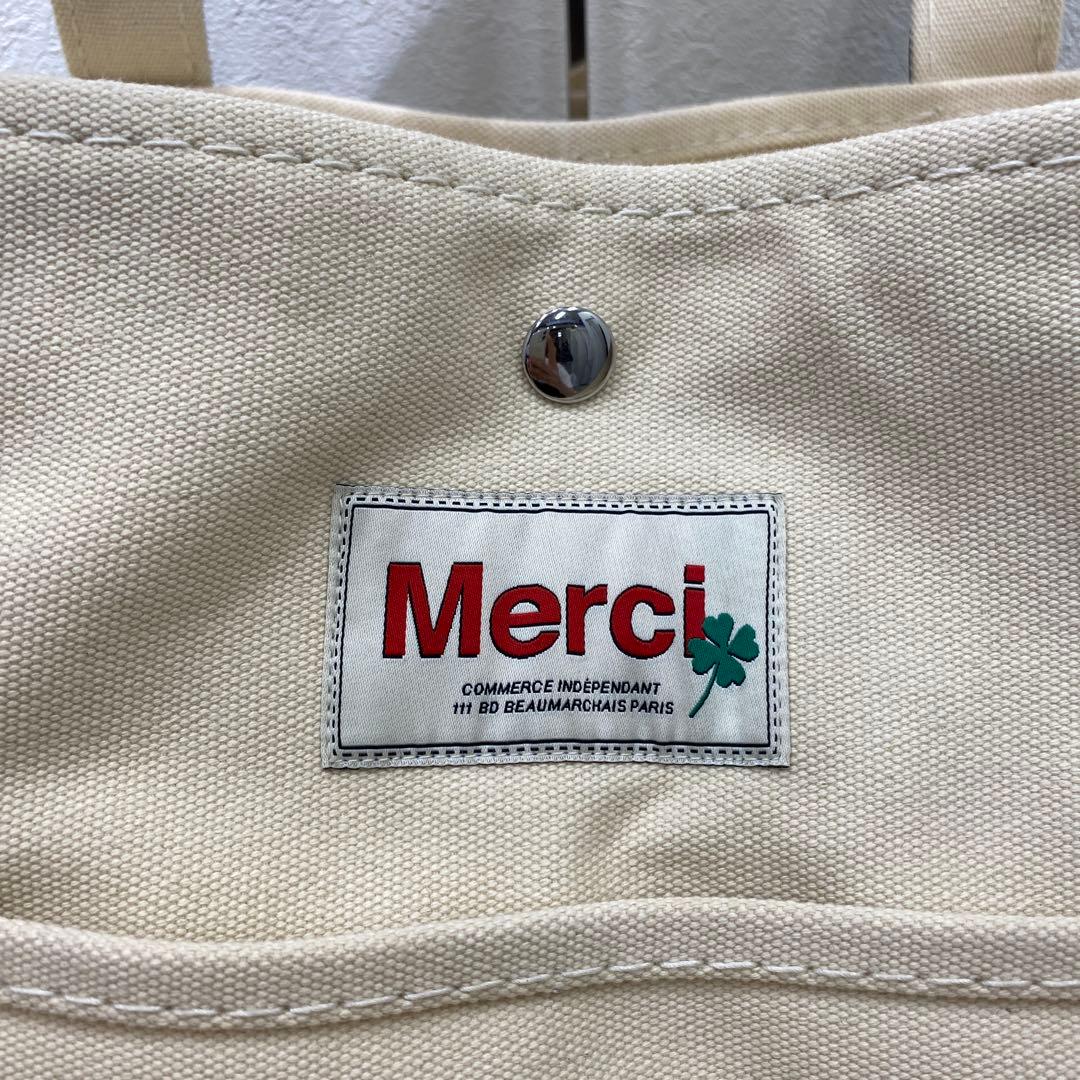 Merci
COMMERCE INDÉPENDANT
111 BD BEAUMARCHAIS PARIS